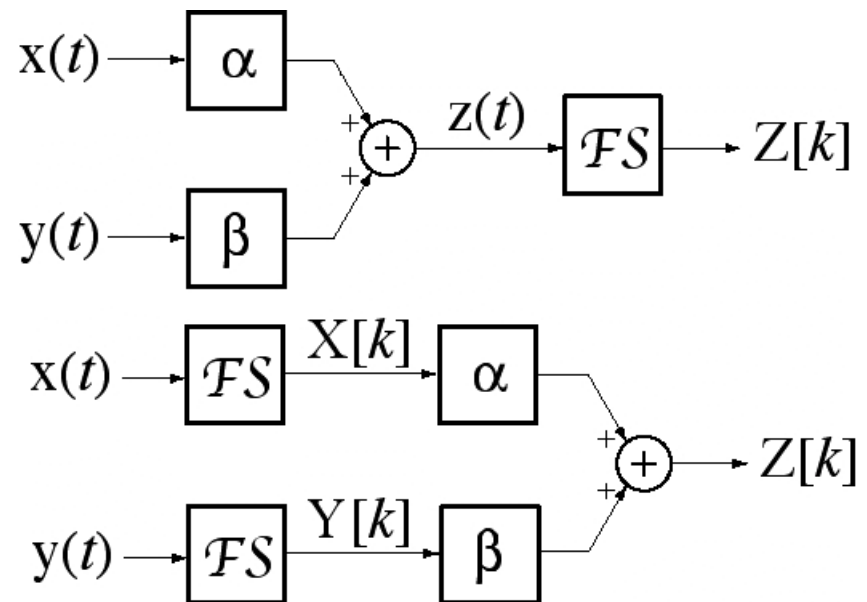 x(t) α
+
z(t) ℱ𝒮 Z[k]
+
+
y(t) β
x(t) ℱ𝒮 X[k] α
+
+
Z[k]
+
y(t) ℱ𝒮 Y[k] β